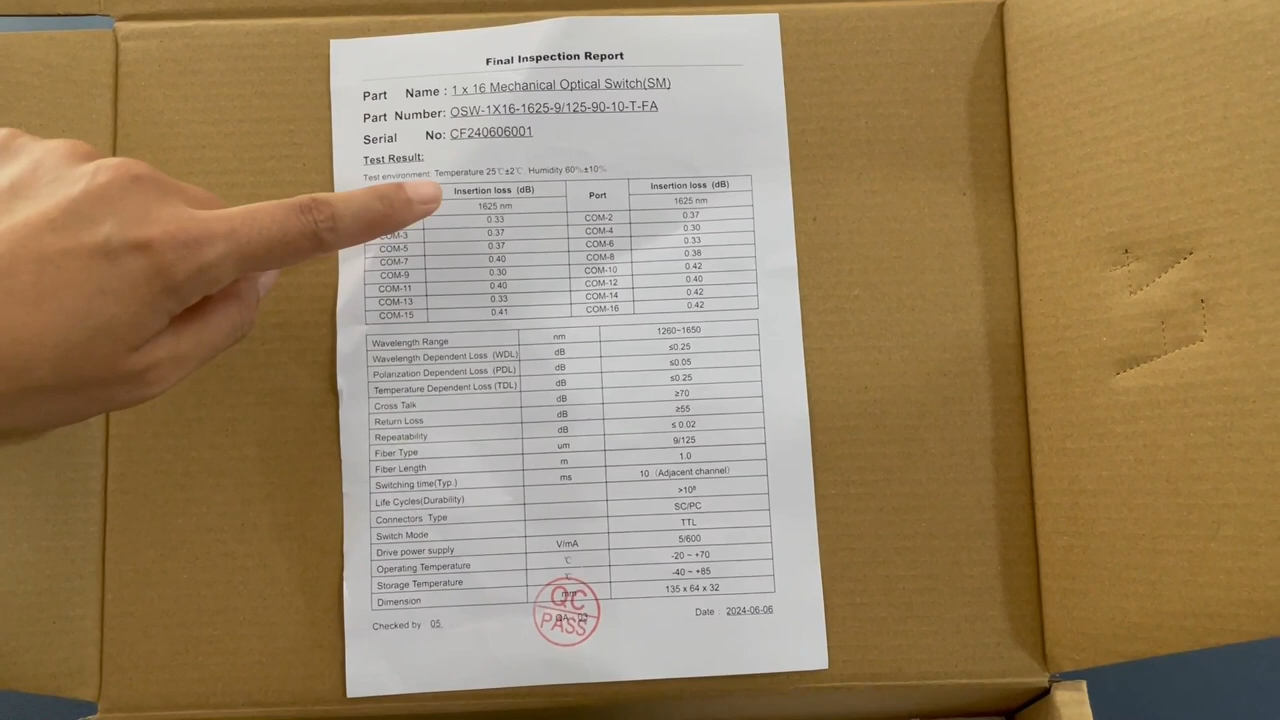 Final Inspection Report
Part Name : 1 x 16 Mechanical Optical Switch(SM)
Part Number: OSW-1X16-1625-9/125-90-10-T-FA
Serial No: CF240606001
Test Result:
Test environment: Temperature 25℃±2℃. Humidity 60%±10%
Insertion loss (dB) Port Insertion loss (dB)
1625 nm 1625 nm
0.33 COM-2 0.37
COM-3 0.37 COM-4 0.30
COM-5 0.37 COM-6 0.33
COM-7 0.40 COM-8 0.38
COM-9 0.30 COM-10 0.42
COM-11 0.40 COM-12 0.40
COM-13 0.33 COM-14 0.42
COM-15 0.41 COM-16 0.42
Wavelength Range nm 1260~1650
Wavelength Dependent Loss (WDL) dB ≤0.25
Polarization Dependent Loss (PDL) dB ≤0.05
Temperature Dependent Loss (TDL) dB ≤0.25
Cross Talk dB ≥70
Return Loss dB ≥55
Repeatability dB ≤ 0.02
Fiber Type um 9/125
Fiber Length m 1.0
Switching time(Typ.) ms 10 (Adjacent channel)
Life Cycles(Durability) >10⁸
Connectors Type SC/PC
Switch Mode TTL
Drive power supply V/mA 5/600
Operating Temperature ℃ -20 ~ +70
Storage Temperature ℃ -40 ~ +85
Dimension mm 135 x 64 x 32
Checked by 05. Date : 2024-06-06
QC
PASS